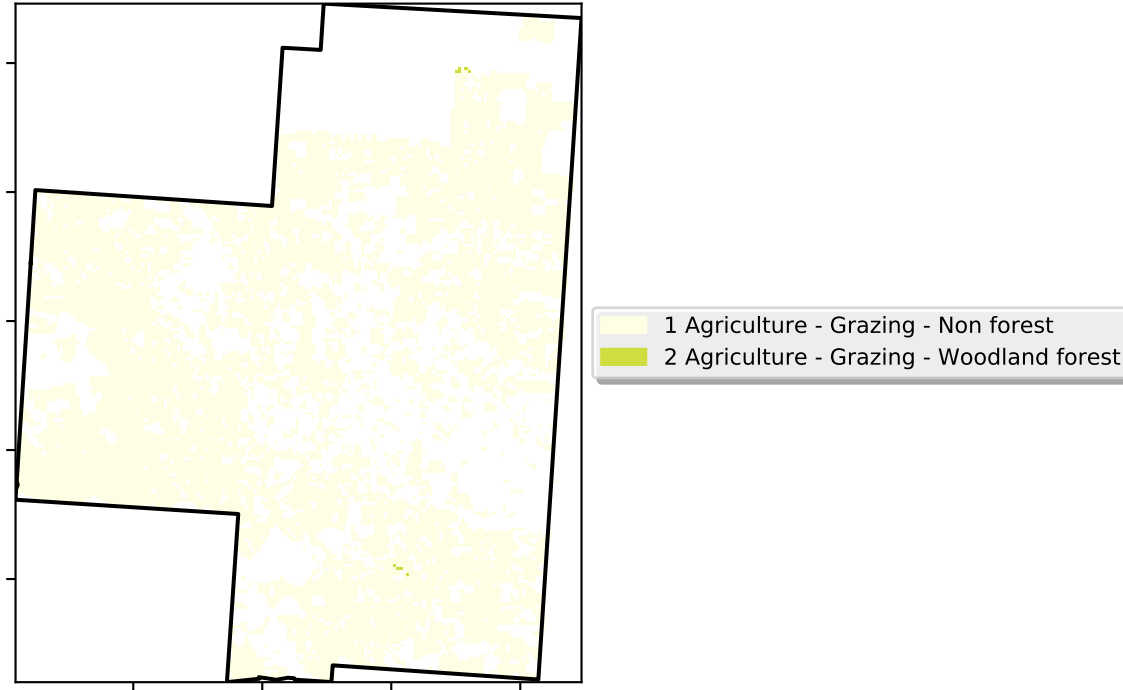 1 Agriculture - Grazing - Non forest
2 Agriculture - Grazing - Woodland forest